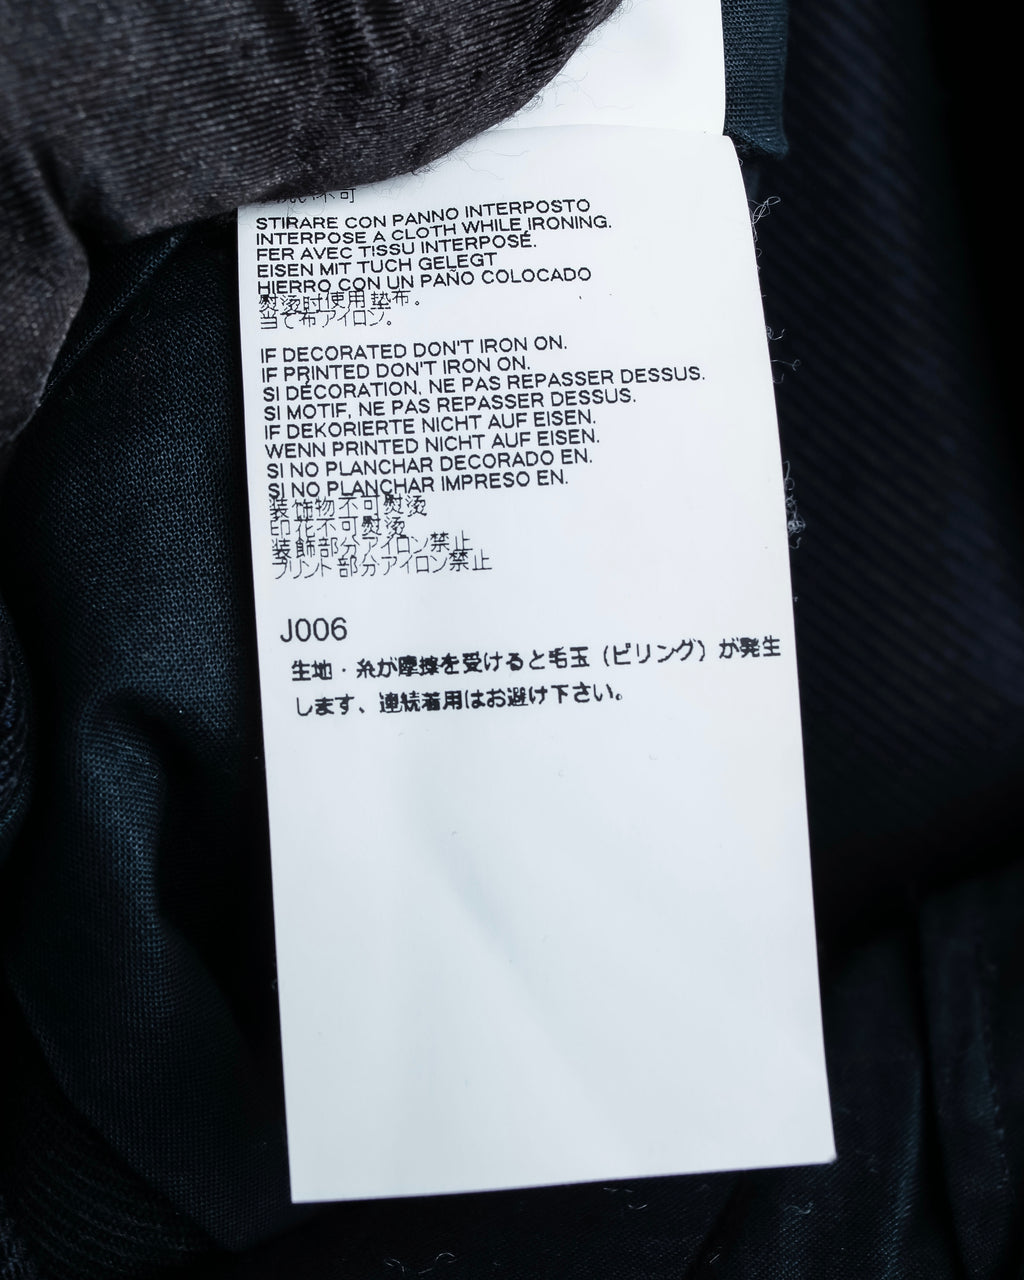 洗い不可
STIRARE CON PANNO INTERPOSTO
INTERPOSE A CLOTH WHILE IRONING.
FER AVEC TISSU INTERPOSÉ.
EISEN MIT TUCH GELEGT
HIERRO CON UN PAÑO COLOCADO
熨烫时使用垫布。
当て布アイロン。
IF DECORATED DON'T IRON ON.
IF PRINTED DON'T IRON ON.
SI DÉCORATION, NE PAS REPASSER DESSUS.
SI MOTIF, NE PAS REPASSER DESSUS.
IF DEKORIERTE NICHT AUF EISEN.
WENN PRINTED NICHT AUF EISEN.
SI NO PLANCHAR DECORADO EN.
SI NO PLANCHAR IMPRESO EN.
装饰物不可熨烫
印花不可熨烫
装飾部分アイロン禁止
プリント部分アイロン禁止
J006
生地・糸が摩擦を受けると毛玉（ピリング）が発生
します、連続着用はお避け下さい。